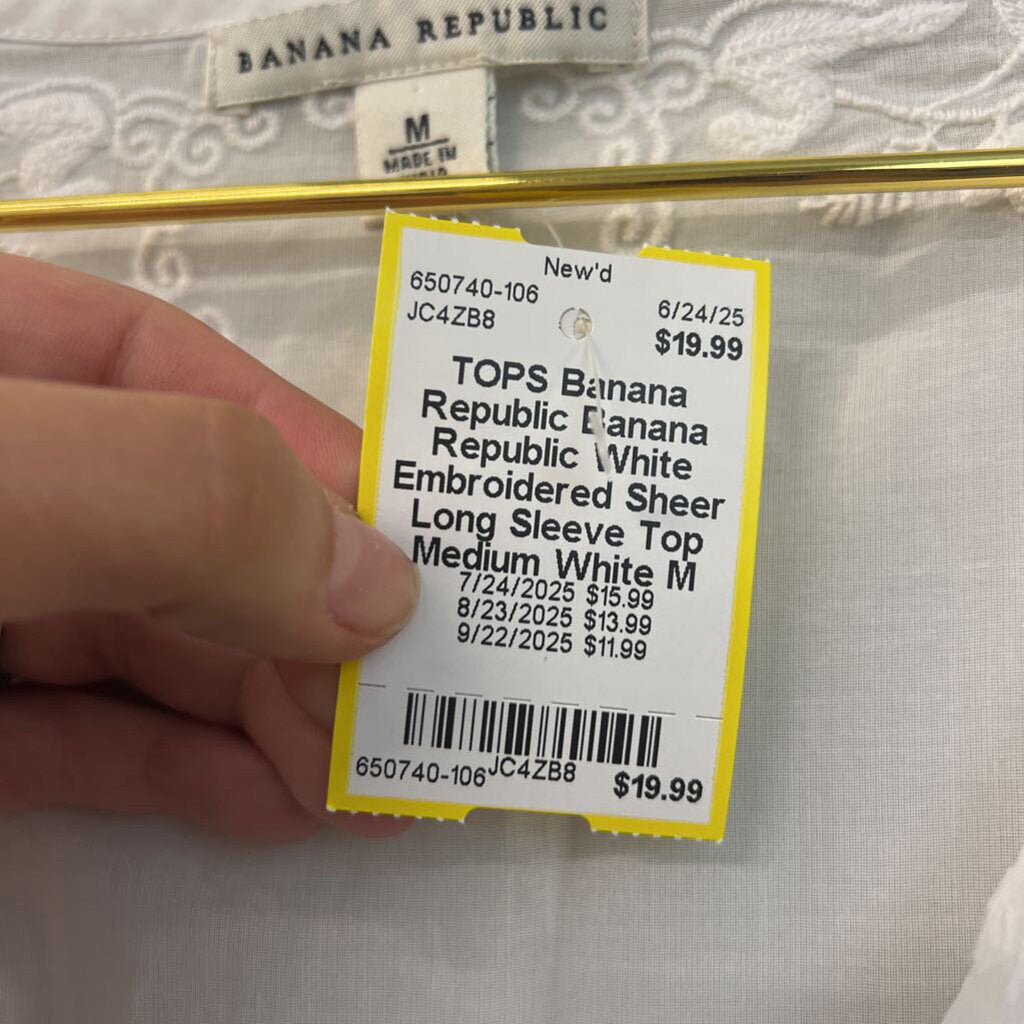 BANANA REPUBLIC
M
MADE IN
New'd
650740-106
JC4ZB8
6/24/25
$19.99
TOPS Banana
Republic Banana
Republic White
Embroidered Sheer
Long Sleeve Top
Medium White M
7/24/2025 $15.99
8/23/2025 $13.99
9/22/2025 $11.99
650740-106 JC4ZB8 $19.99